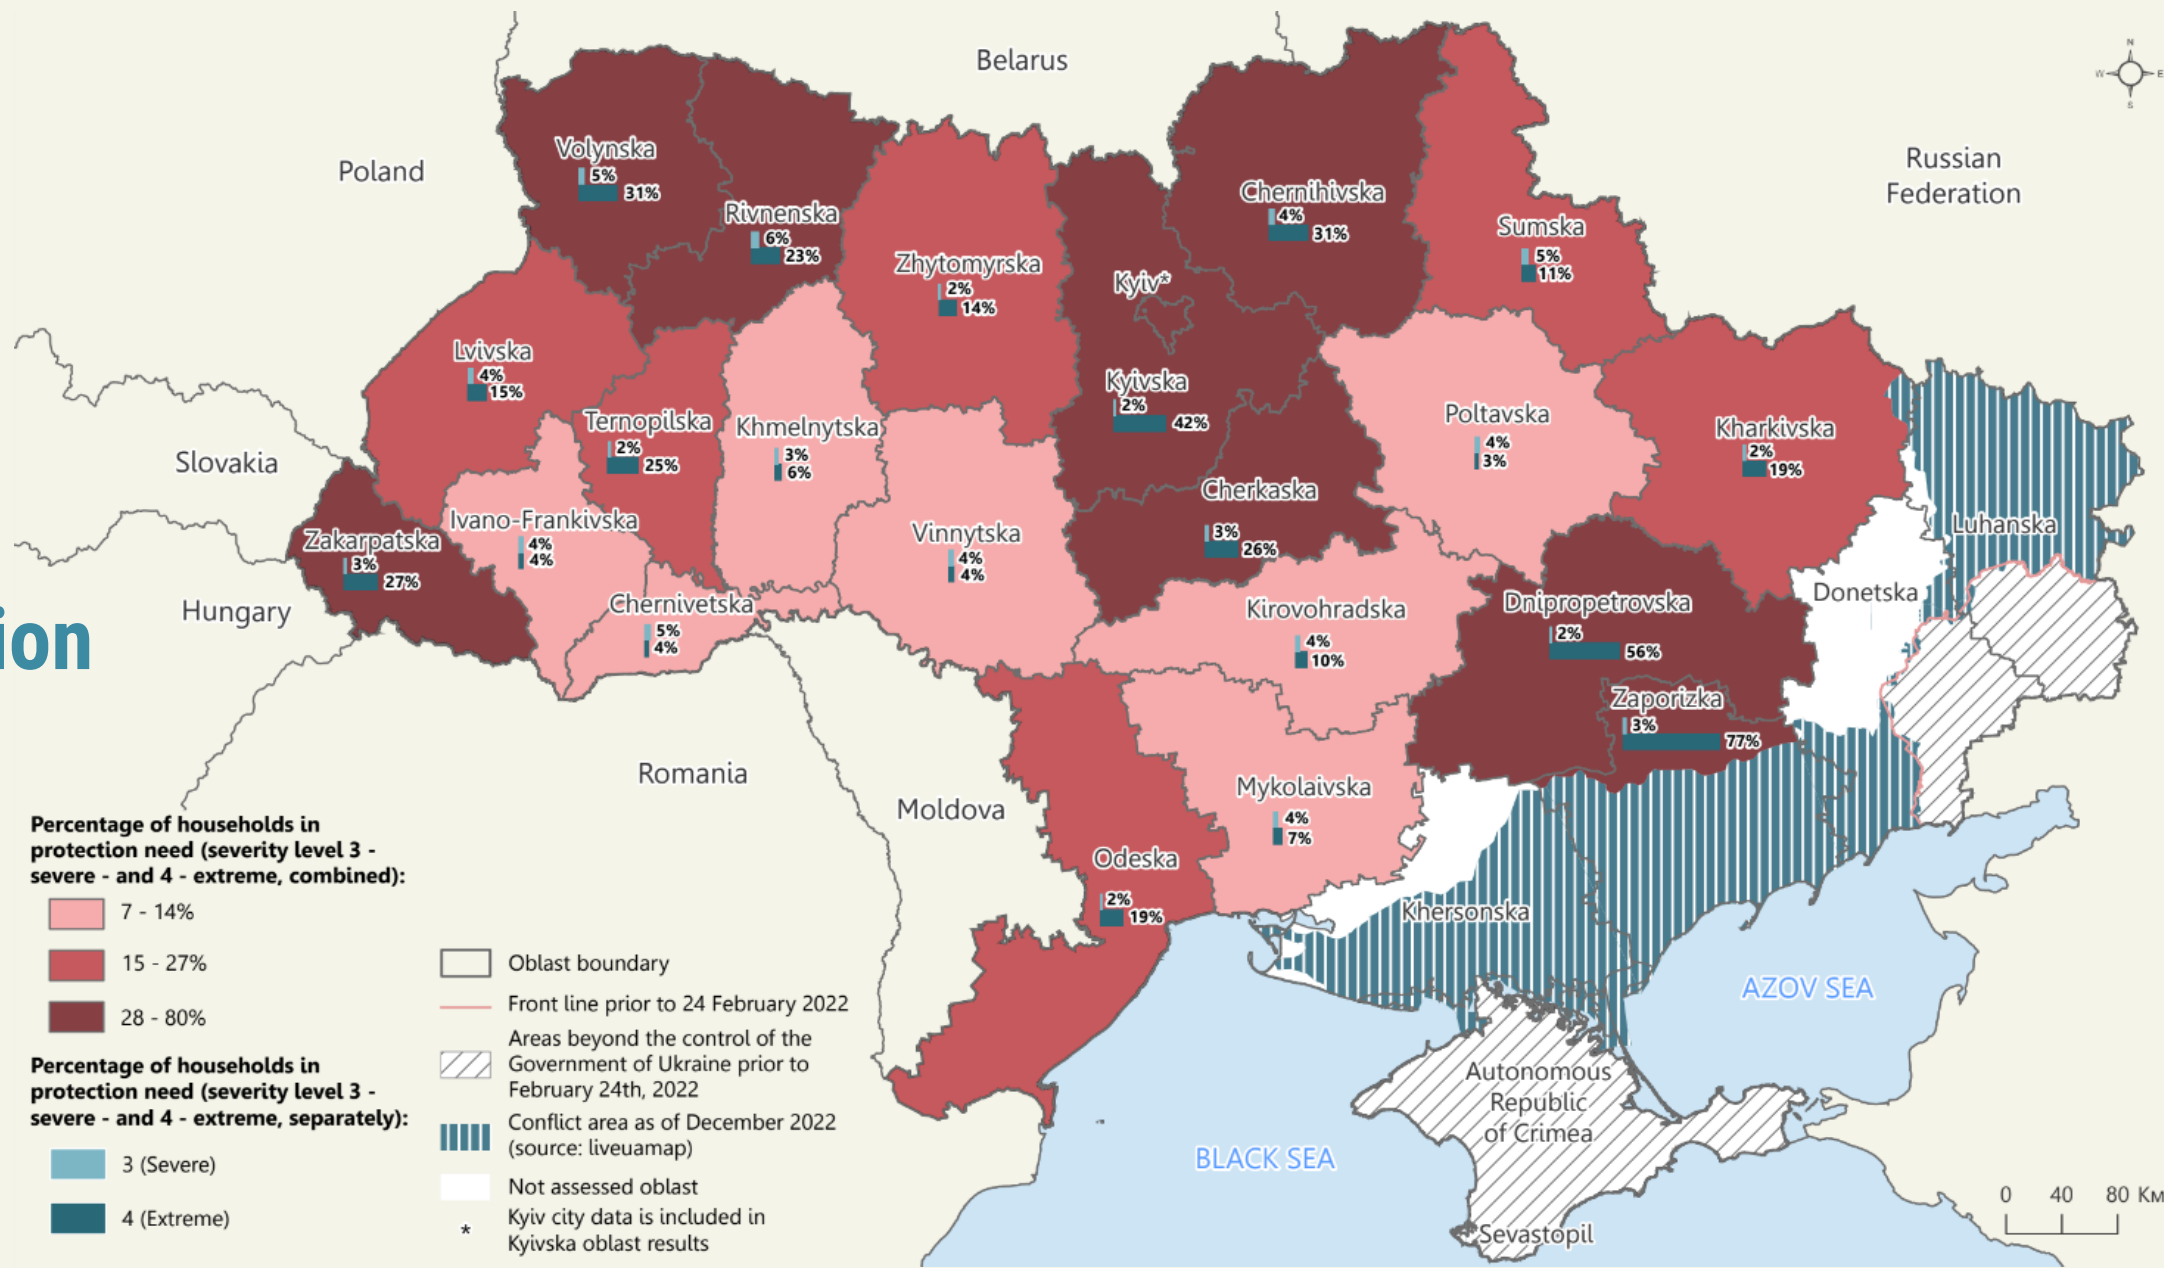 Belarus
N
W
E
S
Poland
Russian
Federation
Volynska
5%
31%
Rivnenska
6%
23%
Zhytomyrska
2%
14%
Kyiv*
Chernihivska
4%
31%
Sumska
5%
11%
Lvivska
4%
15%
Ternopilska
2%
25%
Khmelnytska
3%
6%
Kyivska
2%
42%
Poltavska
4%
3%
Kharkivska
2%
19%
Slovakia
Cherkaska
3%
26%
Luhanska
Zakarpatska
3%
27%
Ivano-Frankivska
4%
4%
Vinnytska
4%
4%
Donetska
Hungary
Chernivetska
5%
4%
Kirovohradska
4%
10%
Dnipropetrovska
2%
56%
ion
Zaporizka
3%
77%
Romania
Moldova
Mykolaivska
4%
7%
Odeska
2%
19%
Khersonska
AZOV SEA
Autonomous
Republic
of Crimea
BLACK SEA
Sevastopil
Percentage of households in
protection need (severity level 3 -
severe - and 4 - extreme, combined):
7 - 14%
15 - 27%
28 - 80%
Percentage of households in
protection need (severity level 3 -
severe - and 4 - extreme, separately):
3 (Severe)
4 (Extreme)
Oblast boundary
Front line prior to 24 February 2022
Areas beyond the control of the
Government of Ukraine prior to
February 24th, 2022
Conflict area as of December 2022
(source: liveuamap)
Not assessed oblast
* Kyiv city data is included in
Kyivska oblast results
0 40 80 Км